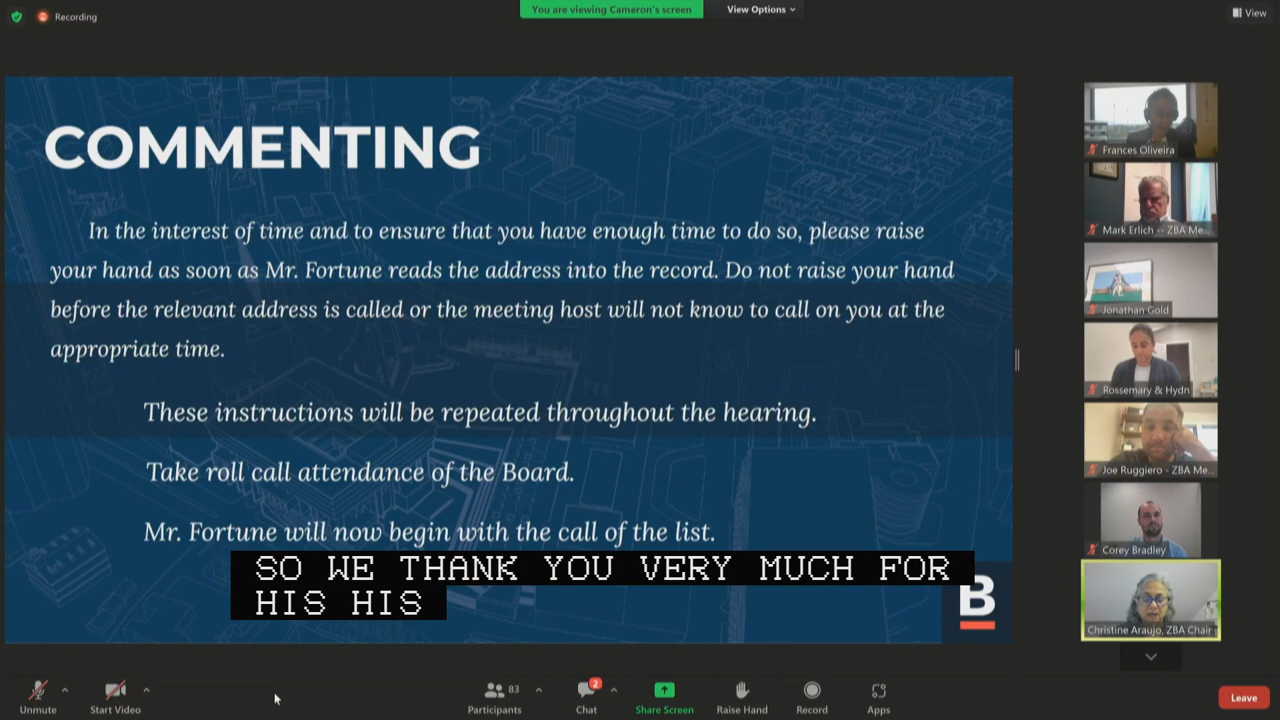 Recording
You are viewing Cameron's screen
View Options
View
COMMENTING
In the interest of time and to ensure that you have enough time to do so, please raise
your hand as soon as Mr. Fortune reads the address into the record. Do not raise your hand
before the relevant address is called or the meeting host will not know to call on you at the
appropriate time.
These instructions will be repeated throughout the hearing.
Take roll call attendance of the Board.
Mr. Fortune will now begin with the call of the list.
SO WE THANK YOU VERY MUCH FOR
HIS HIS
B
Frances Oliveira
Mark Erlich -- ZBA Me...
Jonathan Gold
Rossemary & Hydn
Joe Ruggiero - ZBA Me...
Corey Bradley
Christine Araujo, ZBA Chair
Unmute
Start Video
83
Participants
2
Chat
Share Screen
Raise Hand
Record
Apps
Leave